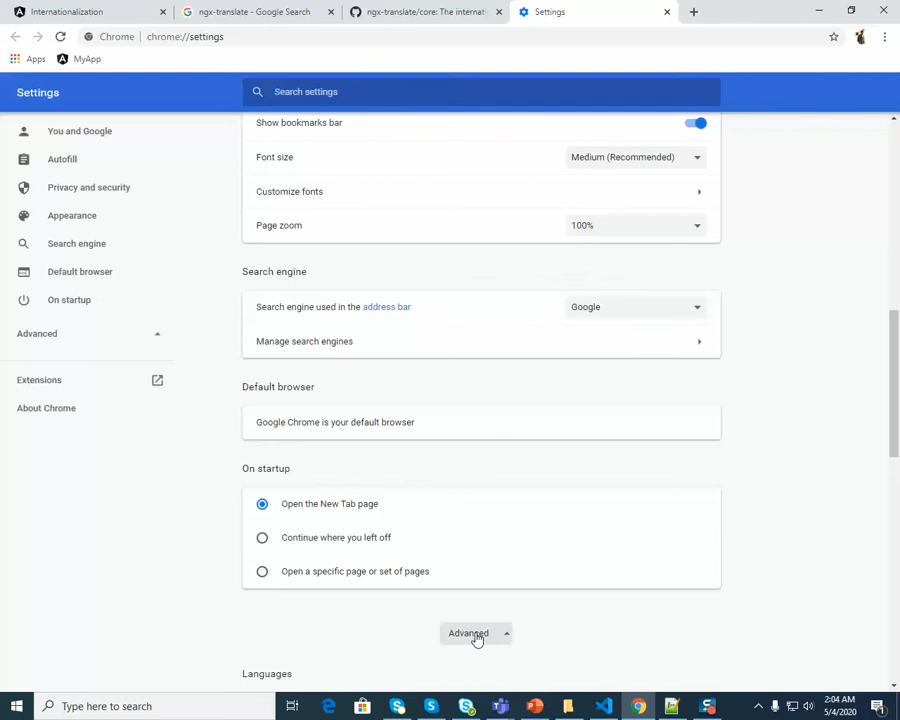 Internationalization
ngx-translate - Google Search
ngx-translate/core: The internati
Settings
Chrome
chrome://settings
Apps
MyApp
Settings
Search settings
You and Google
Autofill
Privacy and security
Appearance
Search engine
Default browser
On startup
Advanced
Extensions
About Chrome
Show bookmarks bar
Font size
Medium (Recommended)
Customize fonts
Page zoom
100%
Search engine
Search engine used in the address bar
Google
Manage search engines
Default browser
Google Chrome is your default browser
On startup
Open the New Tab page
Continue where you left off
Open a specific page or set of pages
Advanced
Languages
Type here to search
2:04 AM
5/4/2020
1